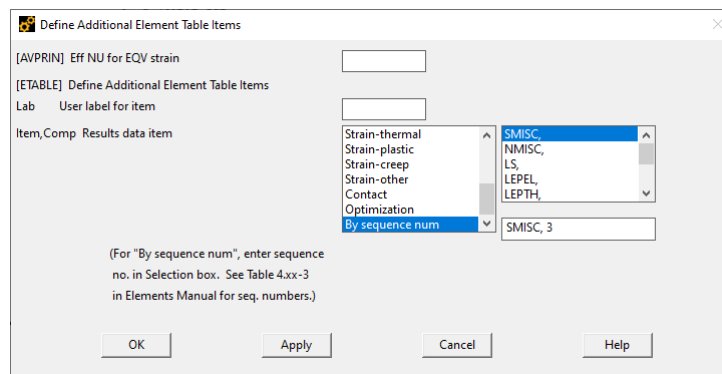 Define Additional Element Table Items
[AVPRIN] Eff NU for EQV strain
[ETABLE] Define Additional Element Table Items
Lab User label for item
Item,Comp Results data item
Strain-thermal
Strain-plastic
Strain-creep
Strain-other
Contact
Optimization
By sequence num
SMISC,
NMISC,
LS,
LEPEL,
LEPTH,
SMISC, 3
(For "By sequence num", enter sequence
no. in Selection box. See Table 4.xx-3
in Elements Manual for seq. numbers.)
OK Apply Cancel Help